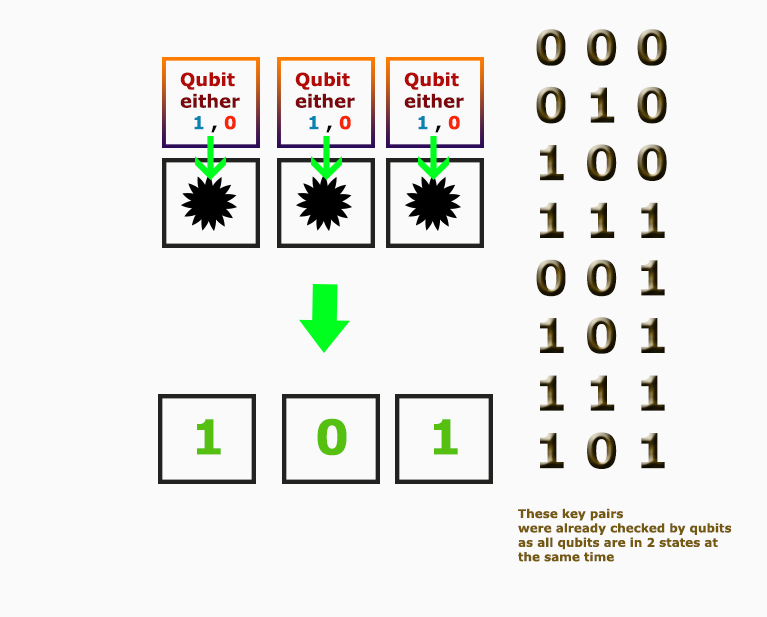 Qubit
either
1 , 0
Qubit
either
1 , 0
Qubit
either
1 , 0
1 0 1
0 0 0
0 1 0
1 0 0
1 1 1
0 0 1
1 0 1
1 1 1
1 0 1
These key pairs
were already checked by qubits
as all qubits are in 2 states at
the same time